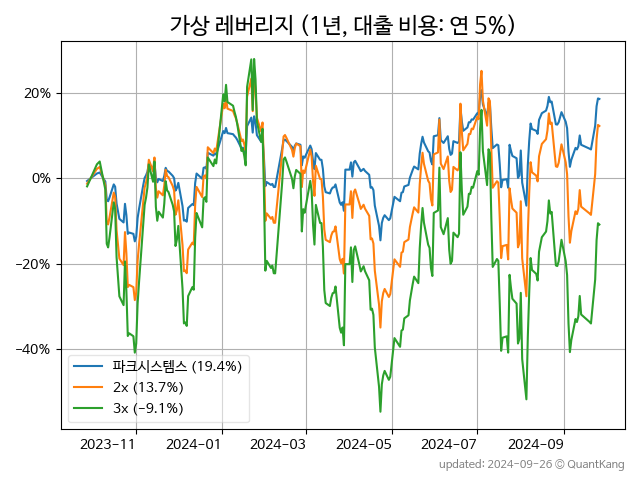 가상 레버리지 (1년, 대출 비용: 연 5%)
20%
0%
−20%
−40%
파크시스템스 (19.4%)
2x (13.7%)
3x (-9.1%)
2023-11 2024-01 2024-03 2024-05 2024-07 2024-09
updated: 2024-09-26 © QuantKang